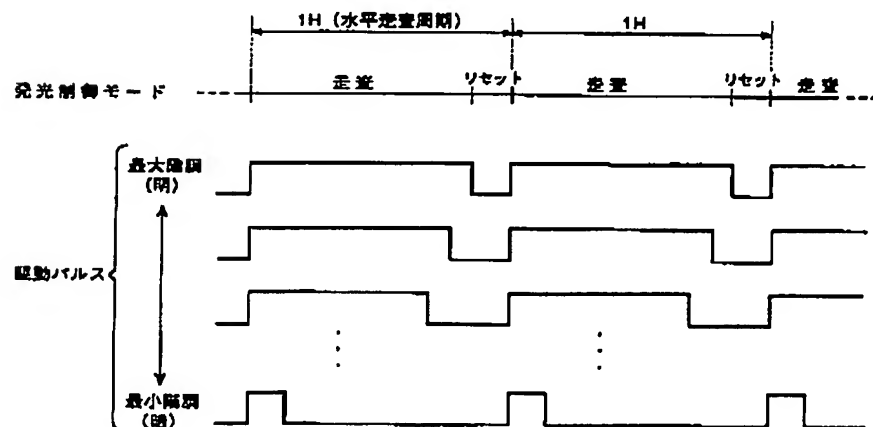 1H (水平走査周期)
1H
発光制御モード
走査
リセット
走査
リセット
走査
最大階調
(明)
駆動パルス
最小階調
(暗)